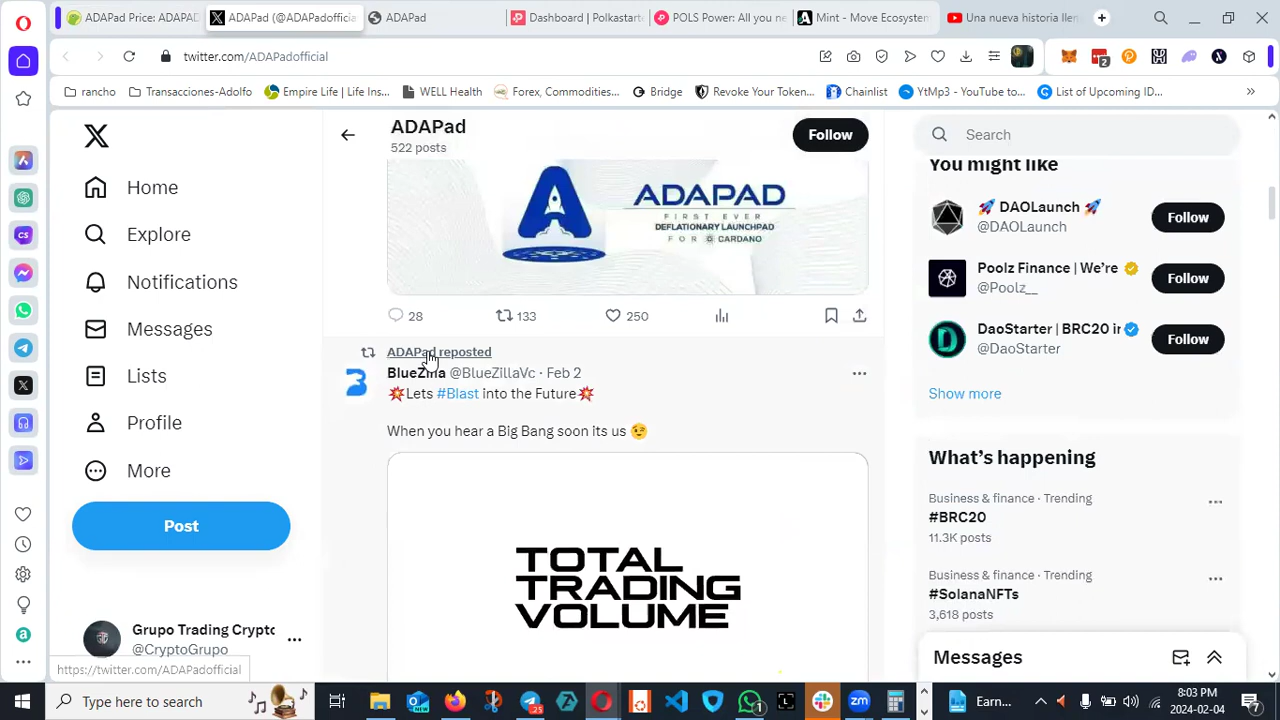 ADAPad Price: ADAPAD
ADAPad (@ADAPadofficia
ADAPad
Dashboard | Polkastarte
POLS Power: All you ne
Mint - Move Ecosystem
Una nueva historia llen
twitter.com/ADAPadofficial
2
rancho
Transacciones-Adolfo
Empire Life | Life Ins...
WELL Health
Forex, Commodities...
Bridge
Revoke Your Token...
Chainlist
YtMp3 - YouTube to...
List of Upcoming ID...
Home
Explore
Notifications
Messages
Lists
Profile
More
Post
Grupo Trading Crypto
@CryptoGrupo
https://twitter.com/ADAPadofficial
ADAPad
522 posts
Follow
ADAPAD
FIRST EVER
DEFLATIONARY LAUNCHPAD
FOR CARDANO
28
133
250
ADAPad reposted
@BlueZillaVc · Feb 2
💥Lets #Blast into the Future💥
When you hear a Big Bang soon its us 😉
TOTAL
TRADING
VOLUME
Search
You might like
🚀 DAOLaunch 🚀
@DAOLaunch
Follow
Poolz Finance | We're
@Poolz__
Follow
DaoStarter | BRC20 ir
@DaoStarter
Follow
Show more
What's happening
Business & finance · Trending
#BRC20
11.3K posts
Business & finance · Trending
#SolanaNFTs
3,618 posts
Messages
Type here to search
25
1
zm
Earn...
8:03 PM
2024-02-04